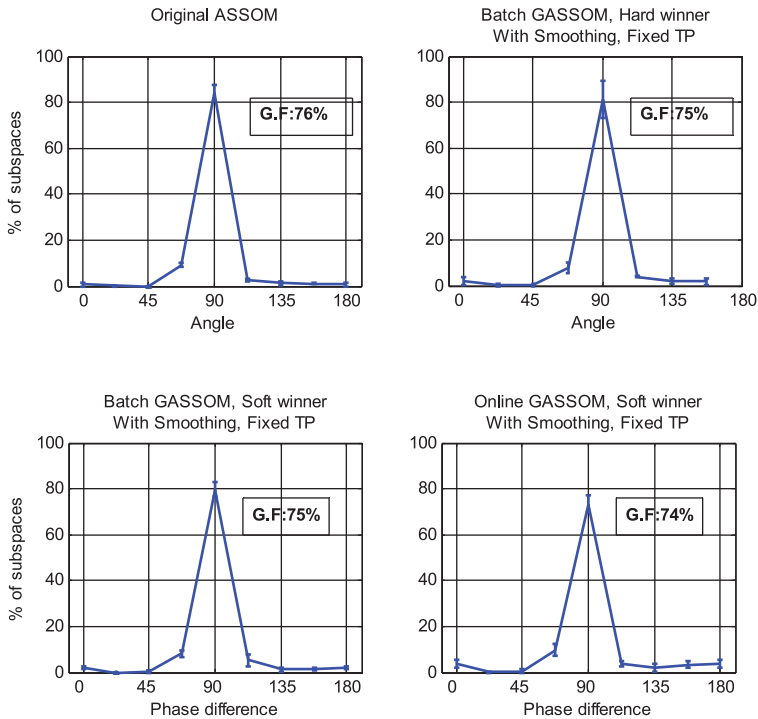 Original ASSOM
100
80
60
40
20
0
% of subspaces
G.F:76%
0 45 90 135 180
Angle
Batch GASSOM, Hard winner
With Smoothing, Fixed TP
100
80
60
40
20
0
G.F:75%
0 45 90 135 180
Angle
Batch GASSOM, Soft winner
With Smoothing, Fixed TP
100
80
60
40
20
0
% of subspaces
G.F:75%
0 45 90 135 180
Phase difference
Online GASSOM, Soft winner
With Smoothing, Fixed TP
100
80
60
40
20
0
G.F:74%
0 45 90 135 180
Phase difference